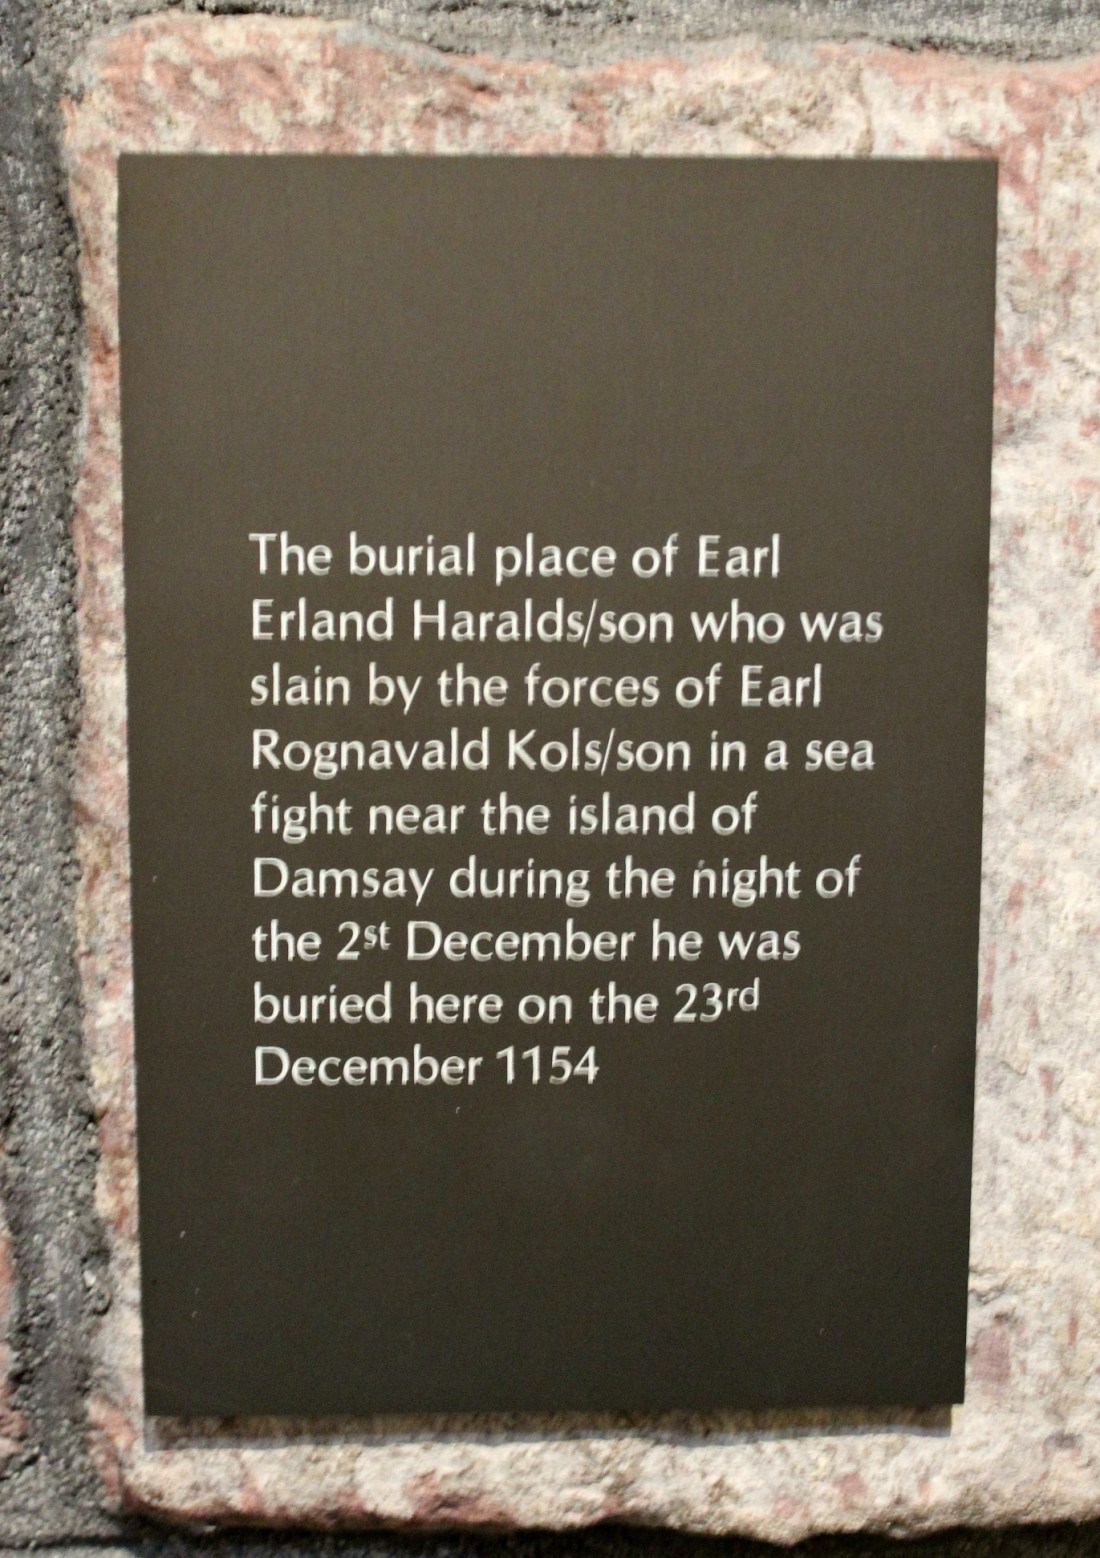 The burial place of Earl
Erland Haralds/son who was
slain by the forces of Earl
Rognavald Kols/son in a sea
fight near the island of
Damsay during the night of
the 2st December he was
buried here on the 23rd
December 1154